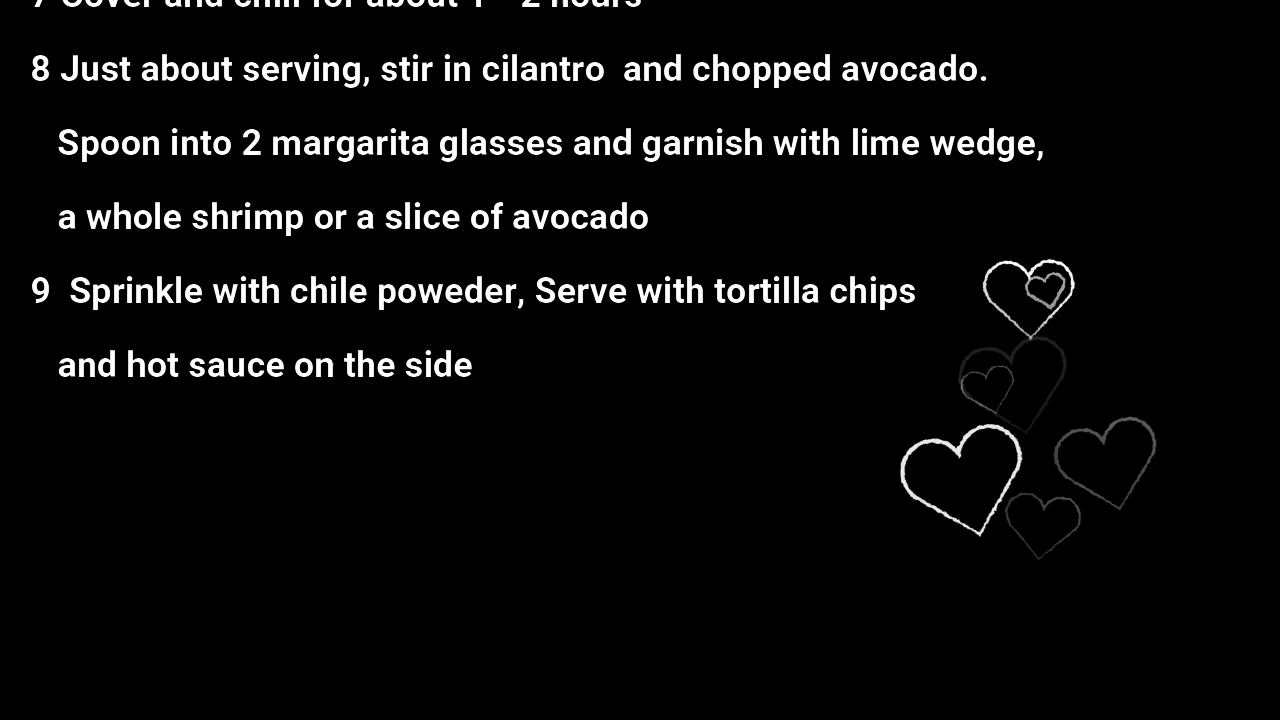 7 Cover and chill for about 1 - 2 hours
8 Just about serving, stir in cilantro  and chopped avocado.
Spoon into 2 margarita glasses and garnish with lime wedge,
a whole shrimp or a slice of avocado
9  Sprinkle with chile poweder, Serve with tortilla chips
and hot sauce on the side